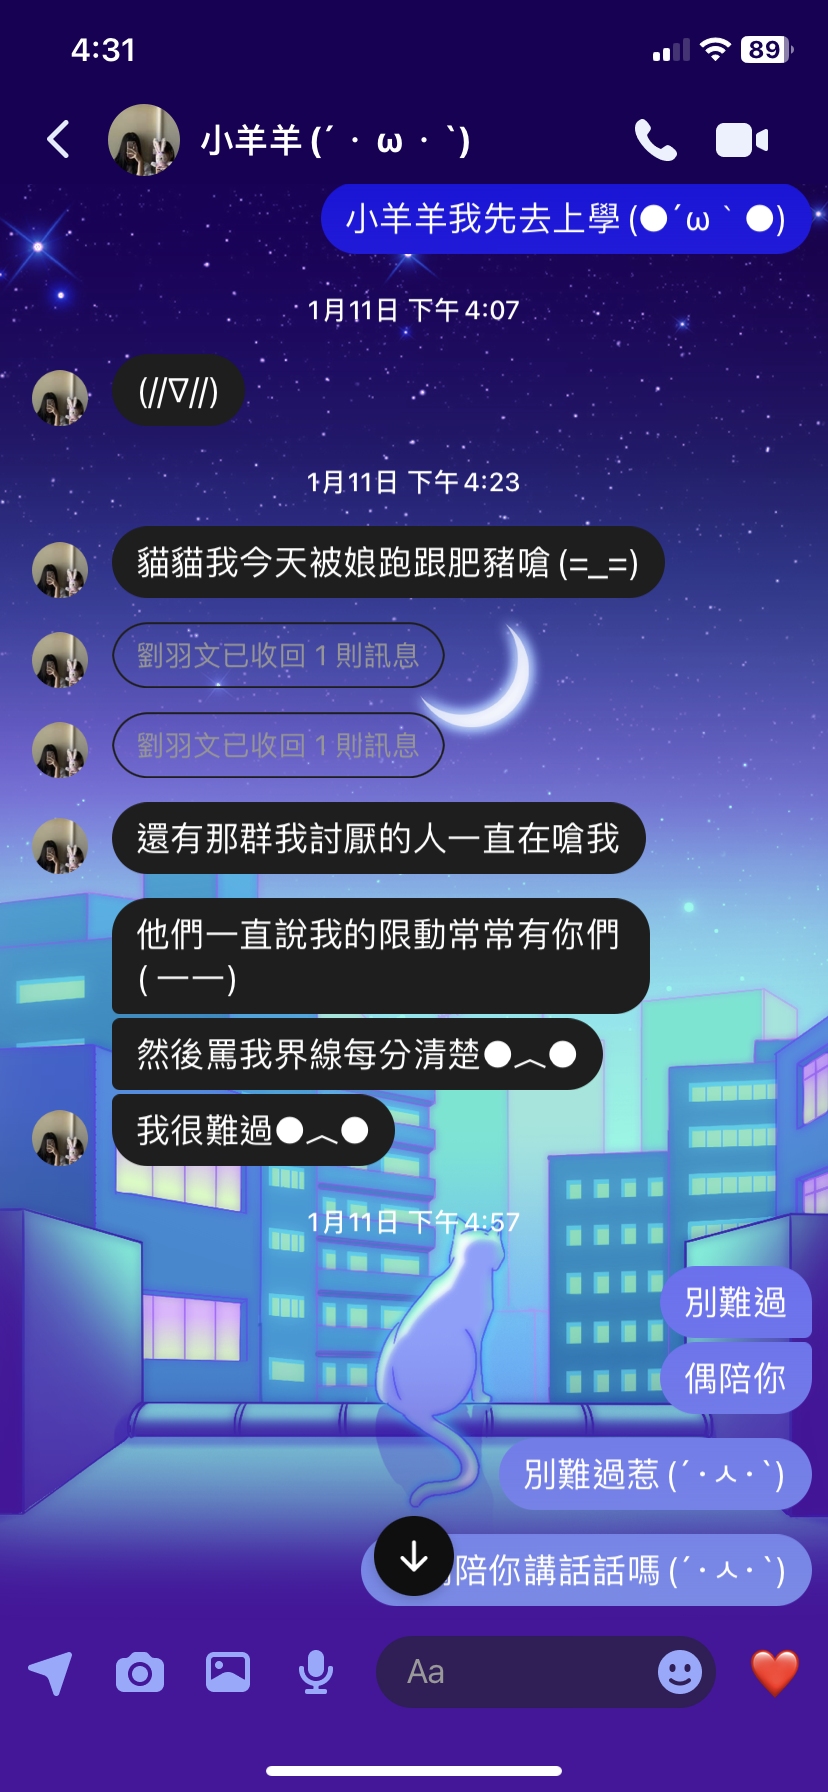 4:31
89
小羊羊 (´・ω・`)
小羊羊我先去上學 (●´ω｀●)
1月11日 下午 4:07
(//∇//)
1月11日 下午 4:23
貓貓我今天被娘跑跟肥豬嗆 (=_=)
劉羽文已收回 1 則訊息
劉羽文已收回 1 則訊息
還有那群我討厭的人一直在嗆我
他們一直說我的限動常常有你們
( 一一)
然後罵我界線每分清楚●︿●
我很難過●︿●
1月11日 下午 4:57
別難過
偶陪你
別難過惹 (´・ㅅ・`)
陪你講話話嗎 (´・ㅅ・`)
Aa